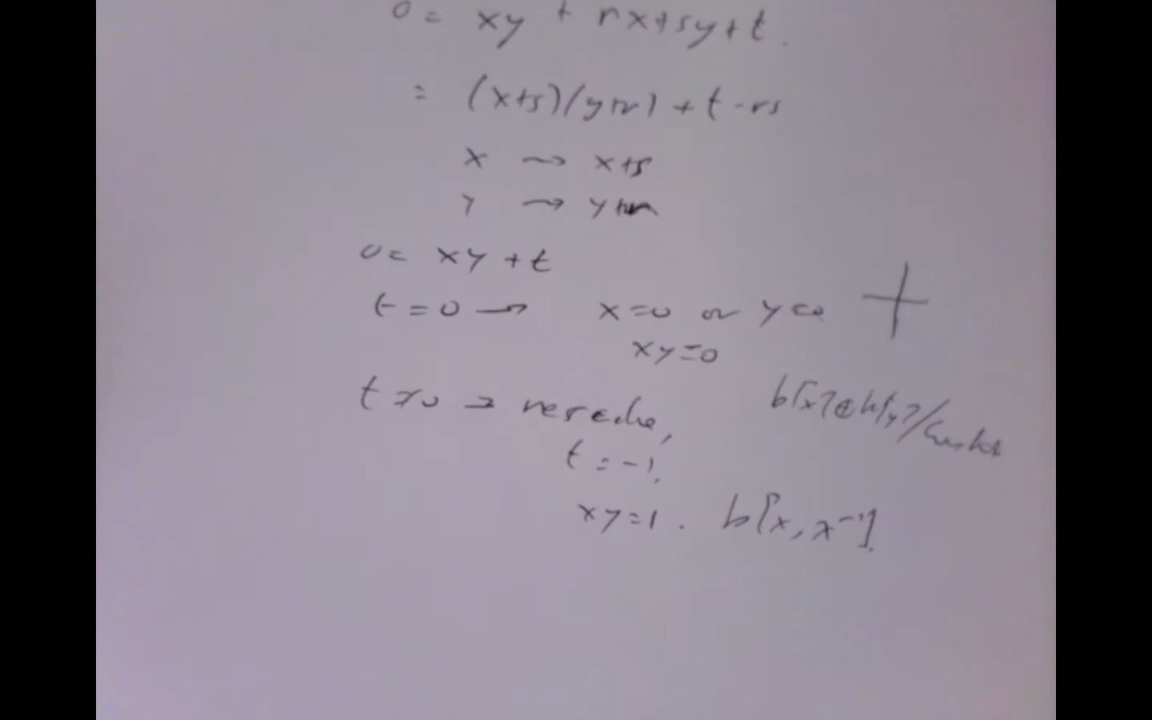 0 = xy + rx+sy+t.
= (x+s)(y+r) + t-rs
x → x+s
y → y+r
0= xy +t
t=0 → x=0 or y=0.
xy=0
t≠0 → rescale,
b[x]⊕b[y]/
t = -1.
xy=1. b[x, x⁻¹].